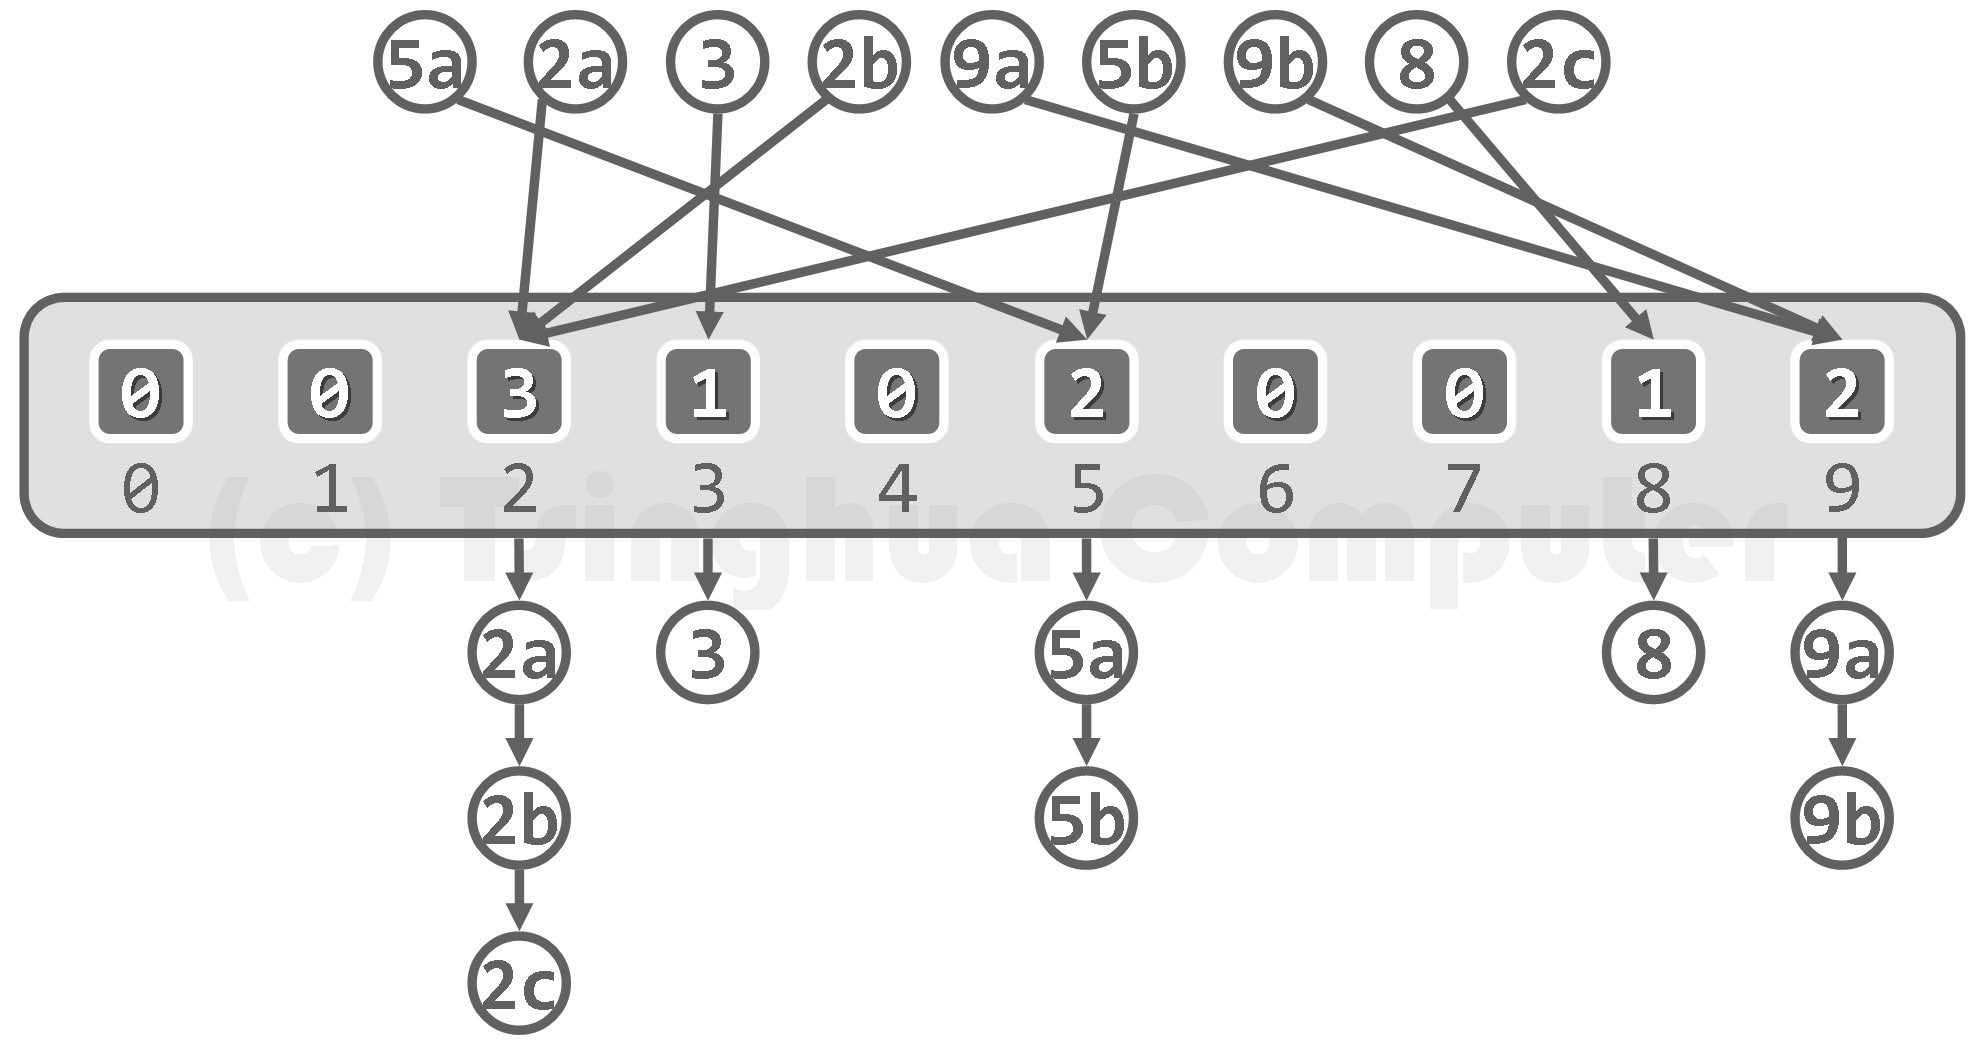 5a 2a 3 2b 9a 5b 9b 8 2c
0 0 3 1 0 2 0 0 1 2
0 1 2 3 4 5 6 7 8 9
(c) Tsinghua Computer
2a 3 5a 8 9a
2b 5b 9b
2c